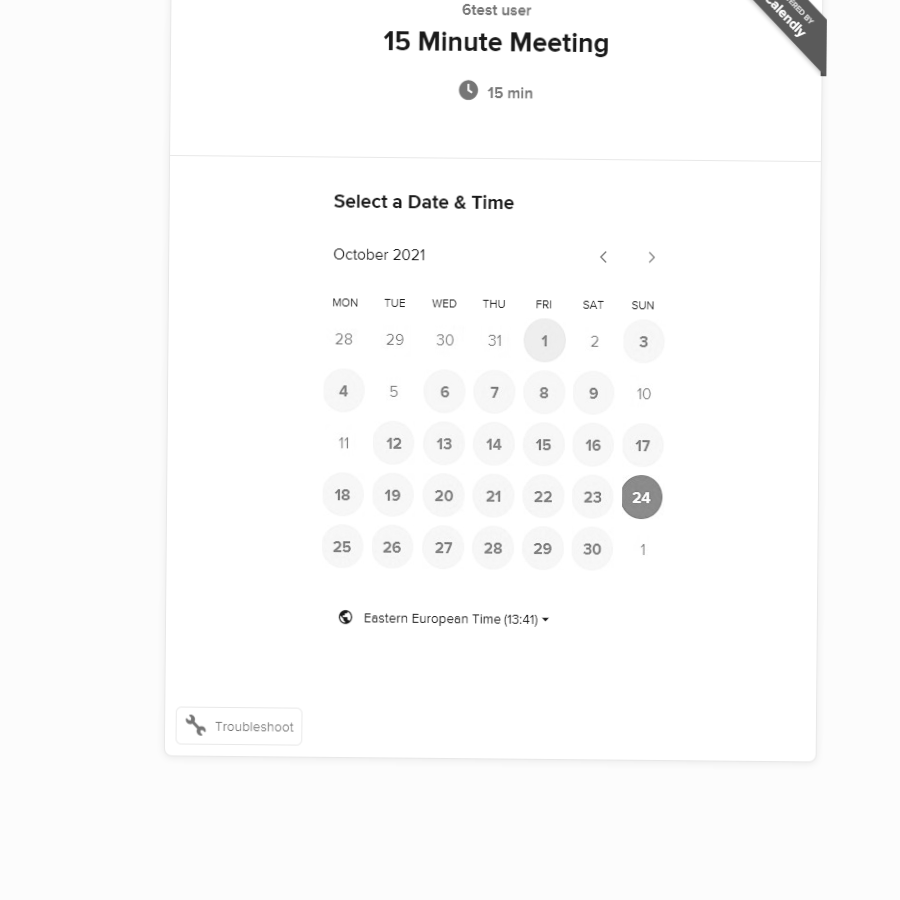 6test user
15 Minute Meeting
15 min
calendly
Select a Date & Time
October 2021
MON TUE WED THU FRI SAT SUN
28 29 30 31 1 2 3
4 5 6 7 8 9 10
11 12 13 14 15 16 17
18 19 20 21 22 23 24
25 26 27 28 29 30 1
Eastern European Time (13:41)
Troubleshoot